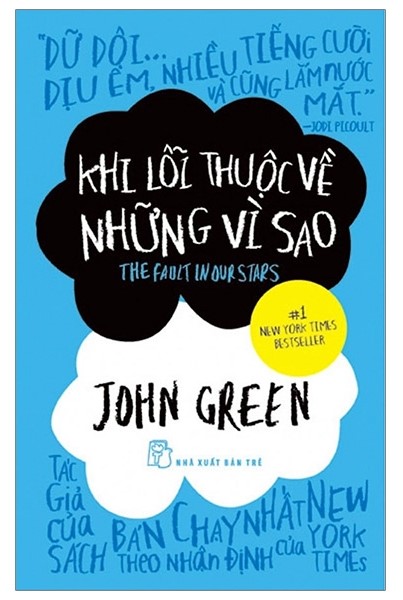 "DỮ DỘI...
DỊU ÊM, NHIỀU TIẾNG CƯỜI
VÀ CŨNG LẮM NƯỚC
MẮT."
—JODI PICOULT
KHI LỖI THUỘC VỀ
NHỮNG VÌ SAO
THE FAULT IN OUR STARS
#1
NEW YORK TIMES
BESTSELLER
JOHN GREEN
NHÀ XUẤT BẢN TRẺ
TÁC
GIẢ
CỦA
SÁCH
BÁN CHẠY NHẤT
THEO NHẬN ĐỊNH CỦA
NEW
YORK
TIMES